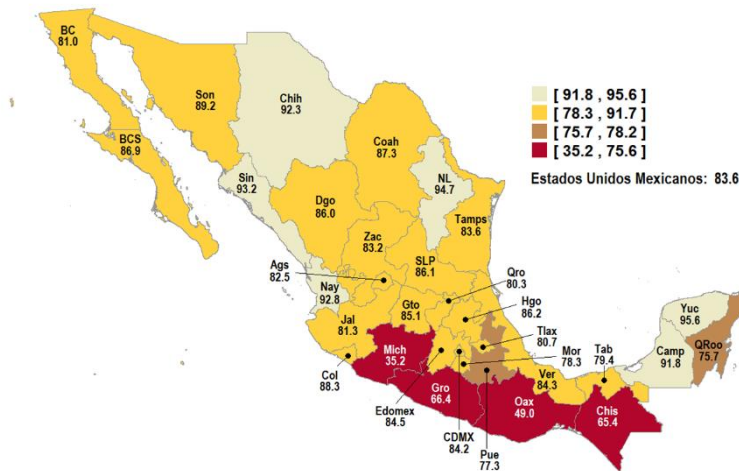 BC
81.0
Son
89.2
Chih
92.3
[ 91.8 , 95.6 ]
[ 78.3 , 91.7 ]
[ 75.7 , 78.2 ]
[ 35.2 , 75.6 ]
Estados Unidos Mexicanos: 83.6
BCS
86.9
Coah
87.3
Sin
93.2
NL
94.7
Dgo
86.0
Tamps
83.6
Zac
83.2
SLP
86.1
Ags
82.5
Qro
80.3
Nay
92.8
Gto
85.1
Hgo
86.2
Yuc
95.6
Jal
81.3
Tlax
80.7
QRoo
75.7
Mich
35.2
Mor
78.3
Tab
79.4
Camp
91.8
Col
88.3
Ver
84.3
Gro
66.4
Oax
49.0
Chis
65.4
Edomex
84.5
CDMX
84.2
Pue
77.3